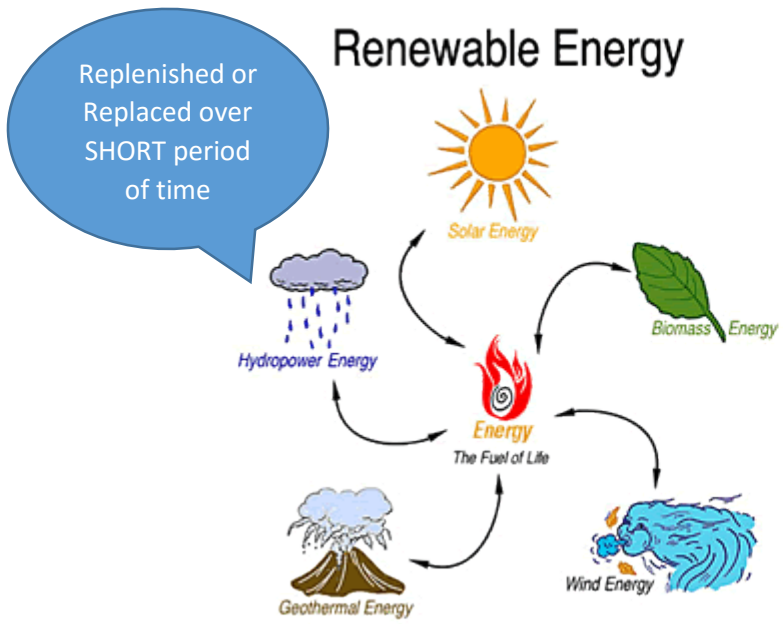 Renewable Energy
Replenished or
Replaced over
SHORT period
of time
Solar Energy
Biomass Energy
Hydropower Energy
Energy
The Fuel of Life
Wind Energy
Geothermal Energy